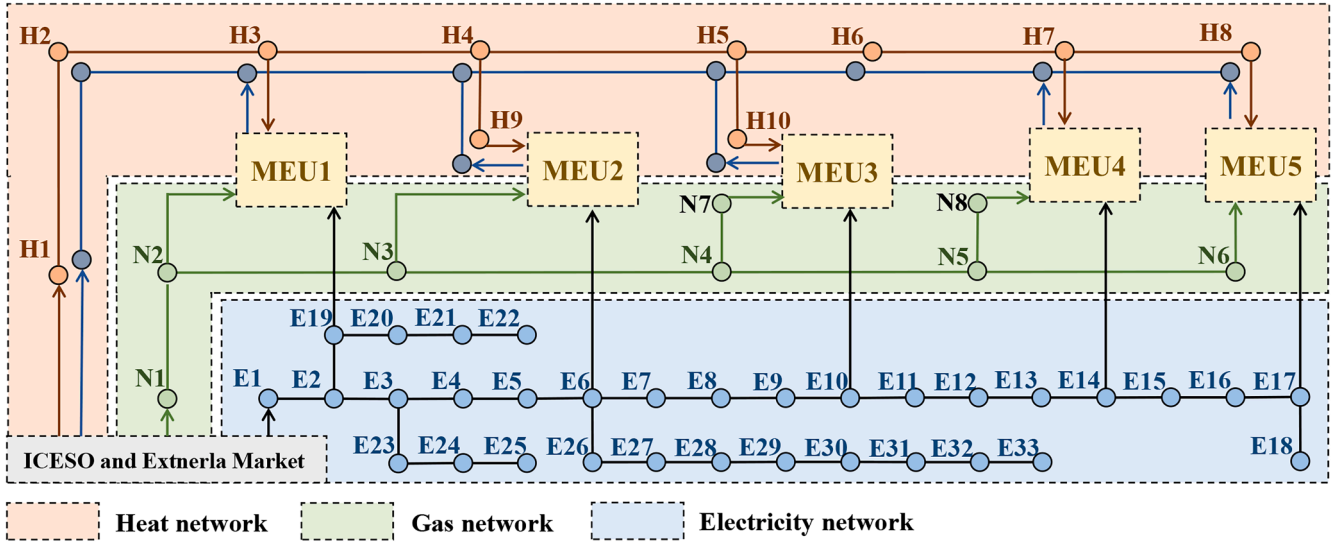 H2 H3 H4 H5 H6 H7 H8
H9 H10
MEU1 MEU2 MEU3 MEU4 MEU5
N7 N8
H1 N2 N3 N4 N5 N6
E19 E20 E21 E22
N1 E1 E2 E3 E4 E5 E6 E7 E8 E9 E10 E11 E12 E13 E14 E15 E16 E17
E23 E24 E25 E26 E27 E28 E29 E30 E31 E32 E33 E18
ICESO and Extnerla Market
Heat network Gas network Electricity network